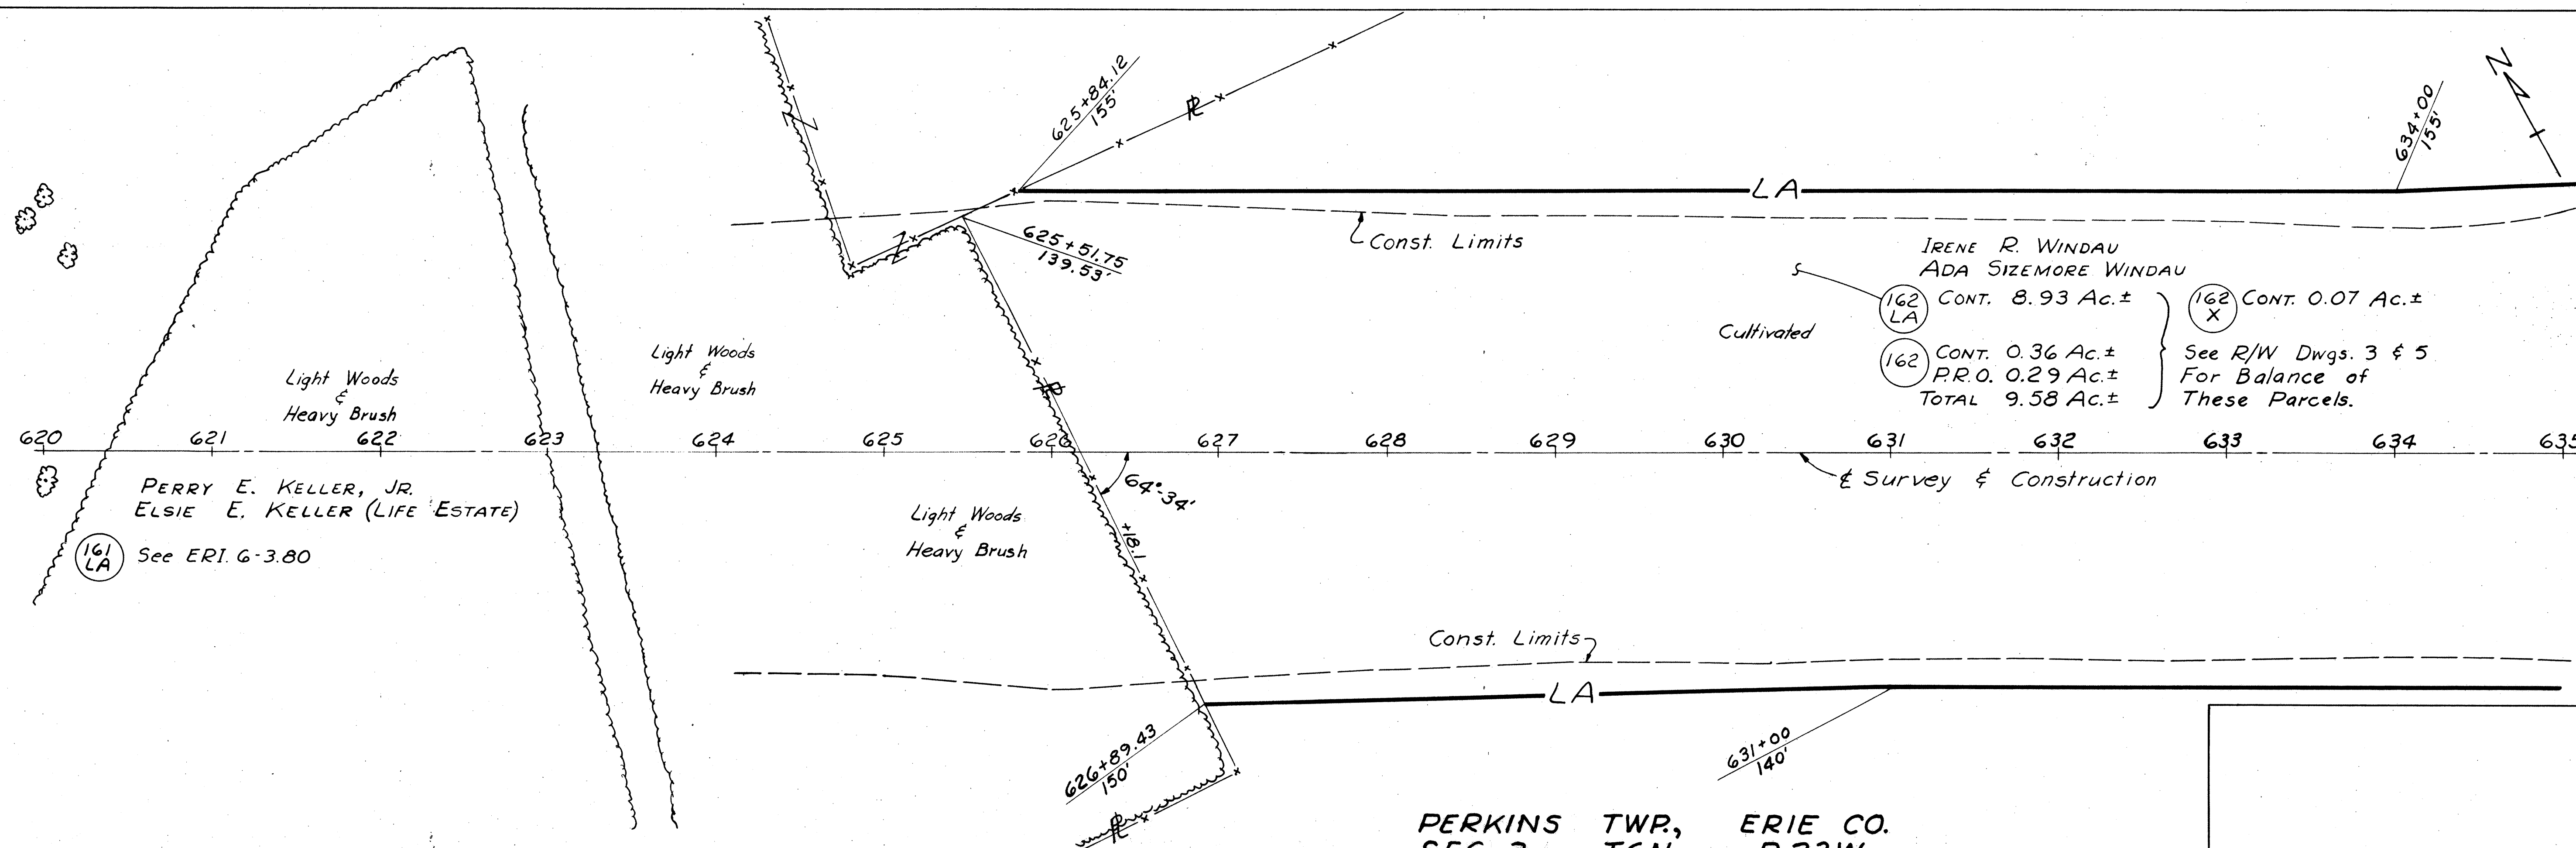 625+84.12
155'
N
634+00
155'
LA
625+51.75
139.53'
Const. Limits
IRENE R. WINDAU
ADA SIZEMORE WINDAU
162 LA CONT. 8.93 Ac.±
162 X CONT. 0.07 Ac.±
Cultivated
162 CONT. 0.36 Ac.±
P.R.O. 0.29 Ac.±
TOTAL 9.58 Ac.±
See R/W Dwgs. 3 & 5
For Balance of
These Parcels.
Light Woods
&
Heavy Brush
Light Woods
&
Heavy Brush
620 621 622 623 624 625 626 627 628 629 630 631 632 633 634 635
℄ Survey & Construction
64°-34'
PERRY E. KELLER, JR.
ELSIE E. KELLER (LIFE ESTATE)
161 LA See ERI. 6-3.80
Light Woods
&
Heavy Brush
+18.1
Const. Limits
LA
626+89.43
150'
631+00
140'
PERKINS TWP., ERIE CO.